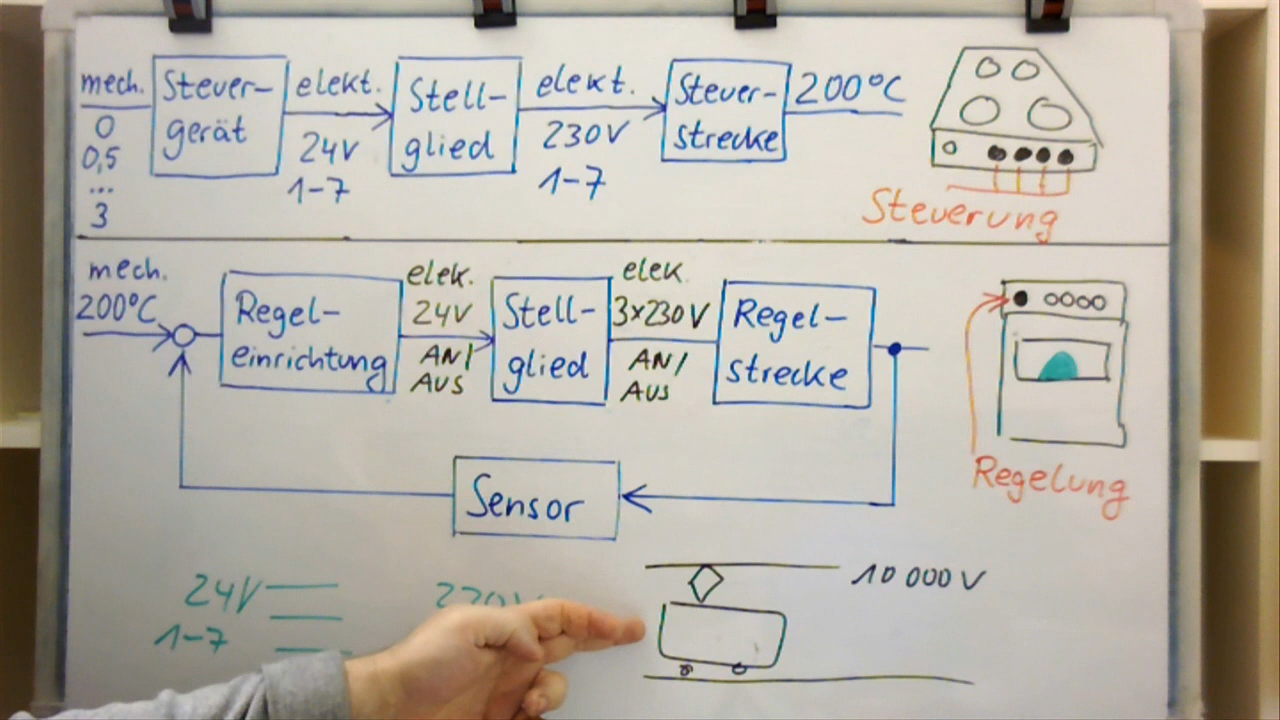 mech.
0
0,5
...
3
Steuer-
gerät
elekt.
24V
1-7
Stell-
glied
elekt.
230V
1-7
Steuer-
strecke
200°C
Steuerung
mech.
200°C
Regel-
einrichtung
elek.
24V
AN/
AUS
Stell-
glied
elek.
3×230V
AN/
AUS
Regel-
strecke
Sensor
Regelung
24V
1-7
10 000 V